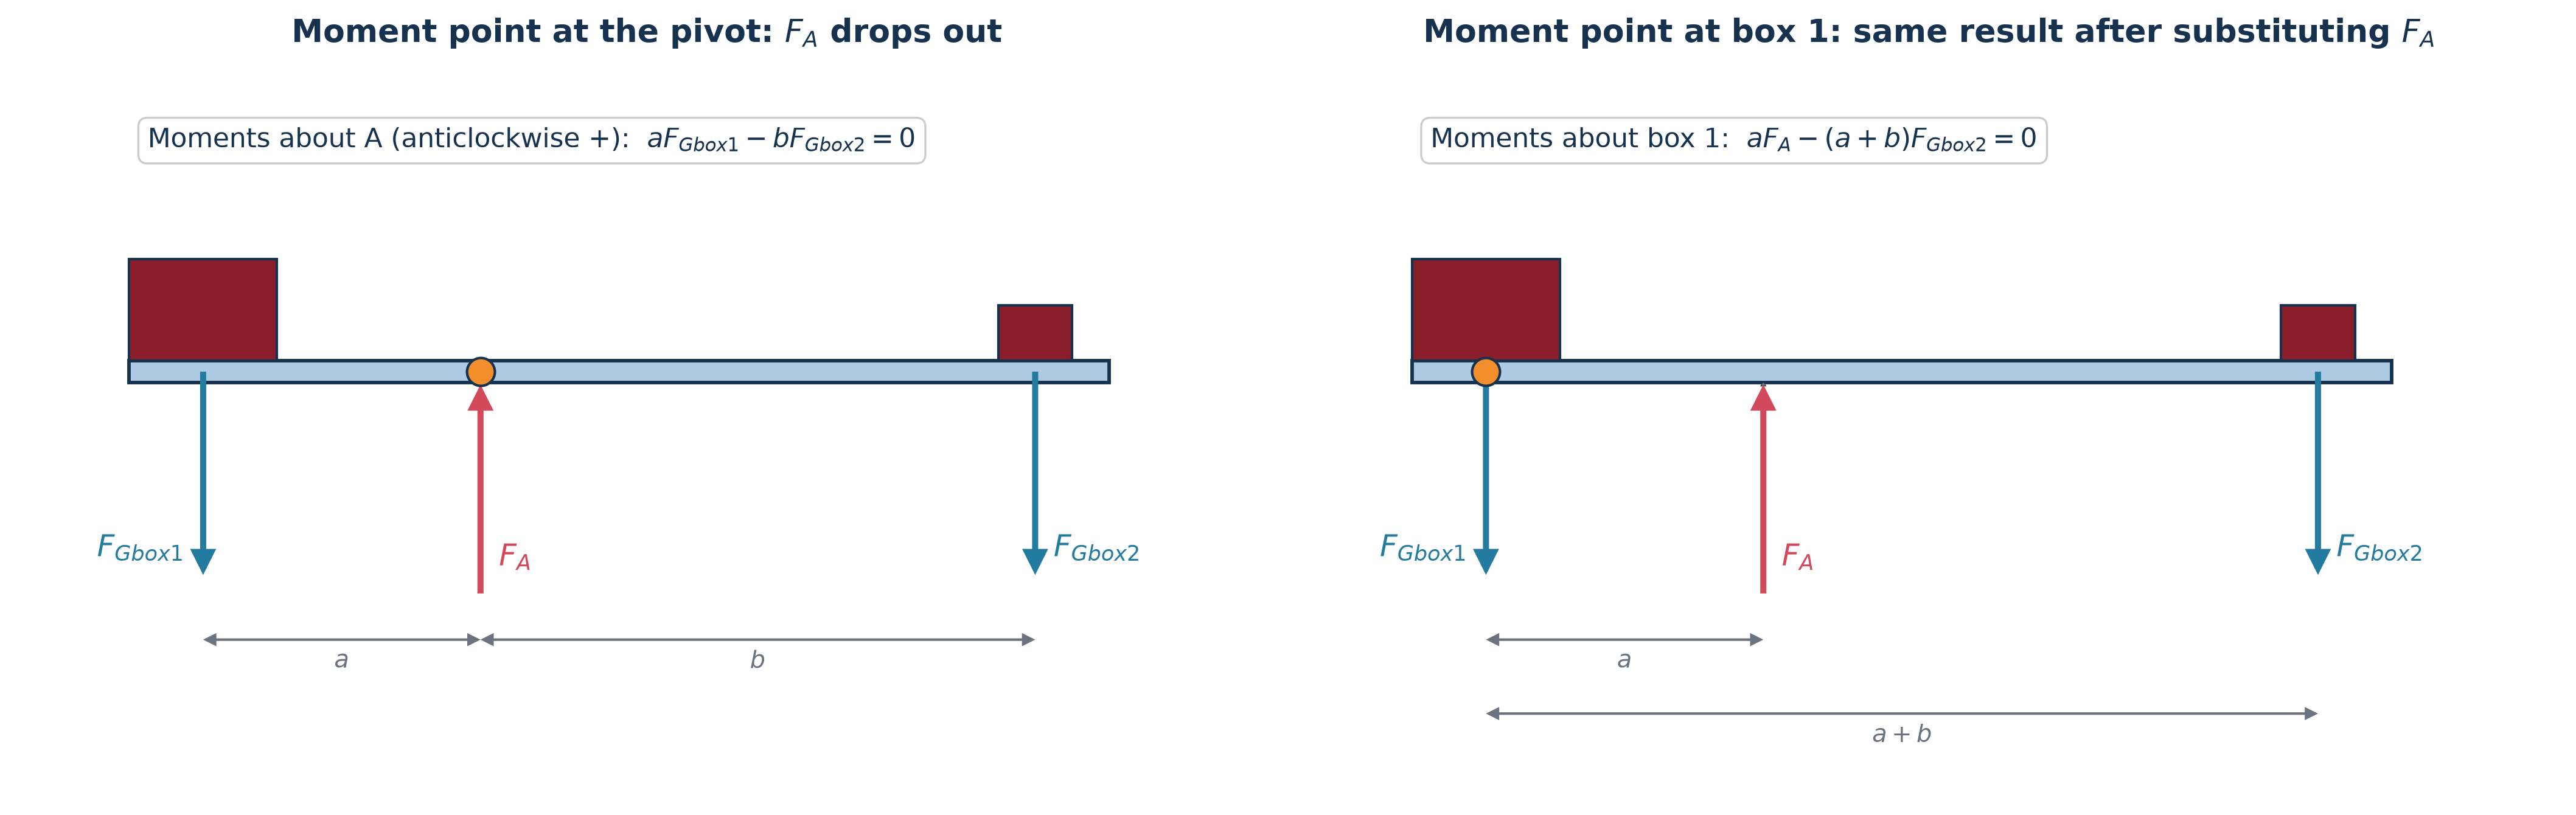 Moment point at the pivot: F_A drops out
Moments about A (anticlockwise +): aF_Gbox1 − bF_Gbox2 = 0
F_Gbox1
F_A
F_Gbox2
a
b
Moment point at box 1: same result after substituting F_A
Moments about box 1: aF_A − (a + b)F_Gbox2 = 0
F_Gbox1
F_A
F_Gbox2
a
a + b